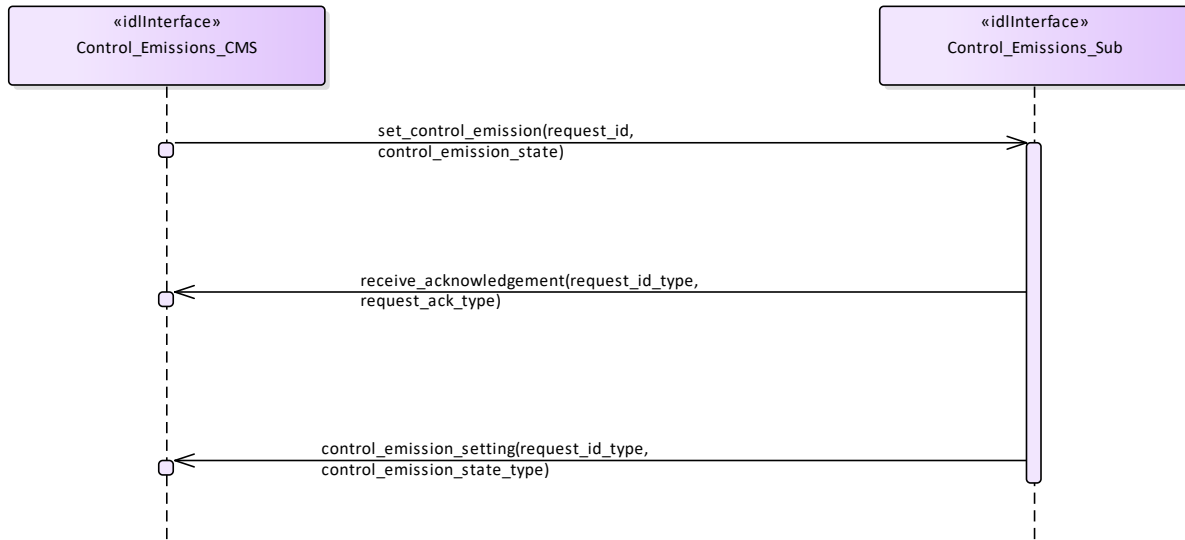 «idlInterface»
Control_Emissions_CMS
«idlInterface»
Control_Emissions_Sub
set_control_emission(request_id,
control_emission_state)
receive_acknowledgement(request_id_type,
request_ack_type)
control_emission_setting(request_id_type,
control_emission_state_type)